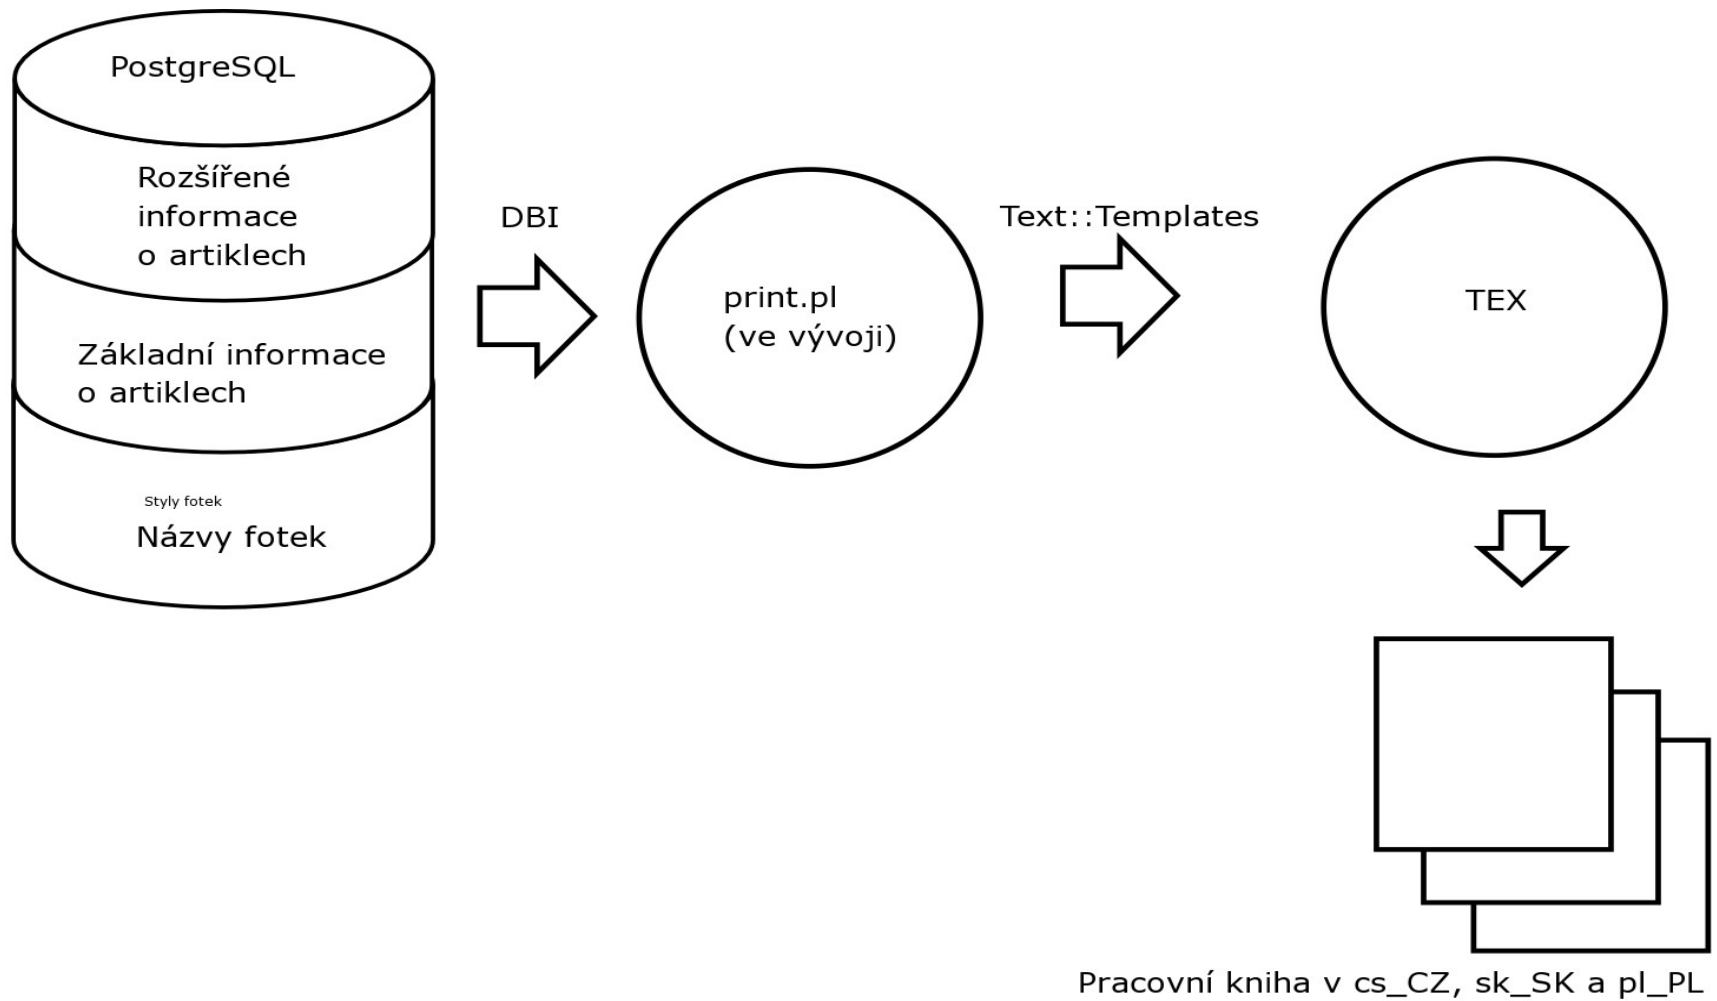 PostgreSQL
Rozšířené
informace
o artiklech
Základní informace
o artiklech
Styly fotek
Názvy fotek
DBI
print.pl
(ve vývoji)
Text::Templates
TEX
Pracovní kniha v cs_CZ, sk_SK a pl_PL